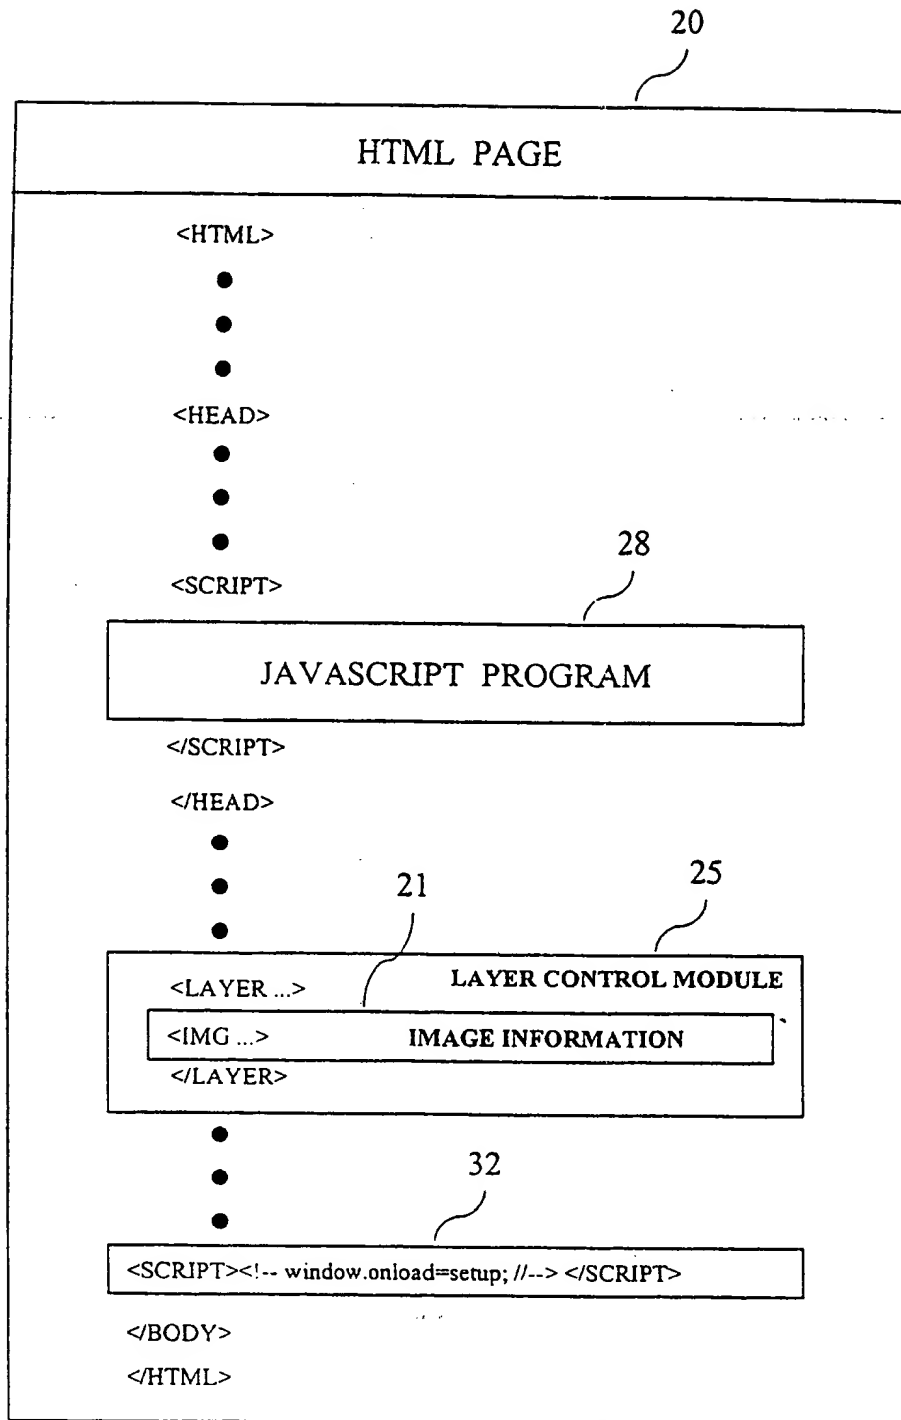 20
HTML PAGE
<HTML>
<HEAD>
<SCRIPT>
28
JAVASCRIPT PROGRAM
</SCRIPT>
</HEAD>
21
25
<LAYER ...> LAYER CONTROL MODULE
<IMG ...> IMAGE INFORMATION
</LAYER>
32
<SCRIPT><!-- window.onload=setup; //--> </SCRIPT>
</BODY>
</HTML>